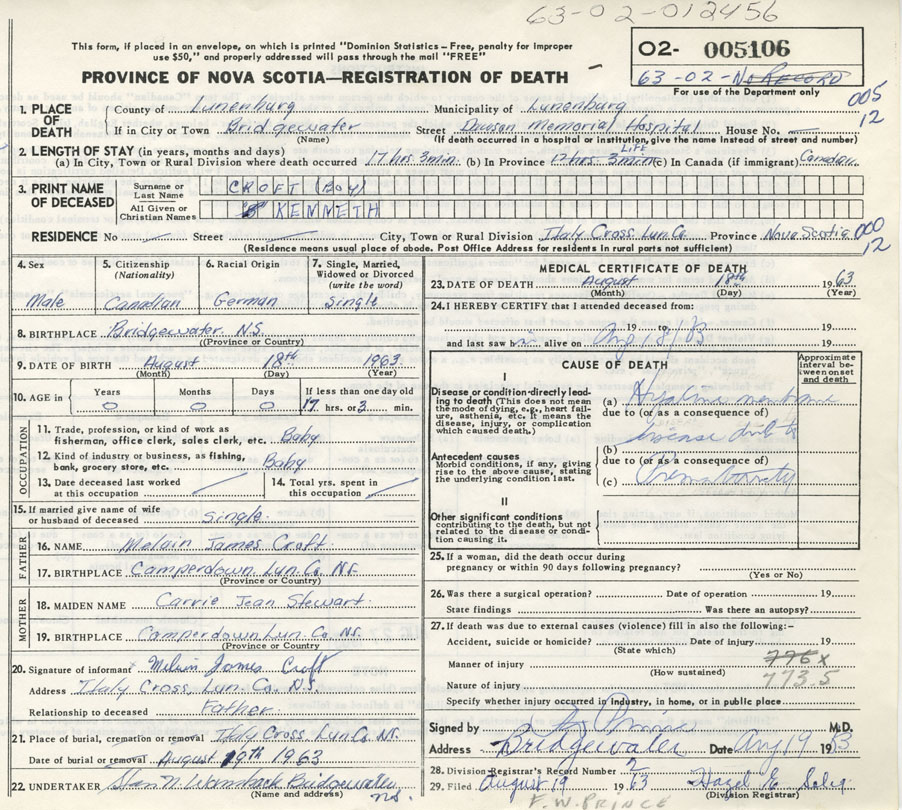 63-02-012456
This form, if placed in an envelope, on which is printed "Dominion Statistics – Free, penalty for improper
use $50," and properly addressed will pass through the mail "FREE"
O2- 005106
63-02-No RECORD
PROVINCE OF NOVA SCOTIA—REGISTRATION OF DEATH
For use of the Department only
005
12
1. PLACE OF DEATH County of Lunenburg Municipality of Lunenburg
If in City or Town Bridgewater Street Dawson Memorial Hospital House No.
(Name) (If death occurred in a hospital or institution, give the name instead of street and number)
2. LENGTH OF STAY (in years, months and days)
(a) In City, Town or Rural Division where death occurred 17 hrs. 3 min. (b) In Province 17 hrs. 3 min Life (c) In Canada (if immigrant) Canadian
3. PRINT NAME OF DECEASED Surname or Last Name CROFT (BOY)
All Given or Christian Names KENNETH
RESIDENCE No Street City, Town or Rural Division Italy Cross Lun. Co. Province Nova Scotia
000
12
(Residence means usual place of abode. Post Office Address for residents in rural parts not sufficient)
4. Sex 5. Citizenship (Nationality) 6. Racial Origin 7. Single, Married, Widowed or Divorced (write the word)
Male Canadian German Single
8. BIRTHPLACE Bridgewater N.S.
(Province or Country)
9. DATE OF BIRTH August 18th 1963
(Month) (Day) (Year)
10. AGE in Years Months Days If less than one day old
0 0 0 17 hrs. or 3 min.
OCCUPATION
11. Trade, profession, or kind of work as
fisherman, office clerk, sales clerk, etc. Baby
12. Kind of industry or business, as fishing,
bank, grocery store, etc. Baby
13. Date deceased last worked at this occupation 14. Total yrs. spent in this occupation
15. If married give name of wife
or husband of deceased Single
FATHER
16. NAME Melvin James Croft
17. BIRTHPLACE Camperdown Lun. Co. N.S.
(Province or Country)
MOTHER
18. MAIDEN NAME Carrie Jean Stewart
19. BIRTHPLACE Camperdown Lun. Co. N.S.
(Province or Country
20. Signature of informant Melvin James Croft
Address Italy Cross, Lun. Co. N.S.
Relationship to deceased Father
21. Place of burial, cremation or removal Italy Cross Lun. Co. N.S.
Date of burial or removal August 19th 1963
22. UNDERTAKER Bridgewater N.S.
(Name and address)
MEDICAL CERTIFICATE OF DEATH
23. DATE OF DEATH August 18th 1963
(Month) (Day) (Year)
24. I HEREBY CERTIFY that I attended deceased from:
19 to 19
and last saw him alive on Aug 18/63 19
CAUSE OF DEATH
Approximate interval between onset and death
I
Disease or condition directly leading to death (This does not mean the mode of dying, e.g., heart failure, asthenia, etc. It means the disease, injury, or complication which caused death.)
(a) Hyaline membrane
due to (or as a consequence of)
disease due to
Antecedent causes
Morbid conditions, if any, giving rise to the above cause, stating the underlying condition last.
(b)
due to (or as a consequence of)
(c) Prematurity
II
Other significant conditions
contributing to the death, but not related to the disease or condition causing it.
25. If a woman, did the death occur during
pregnancy or within 90 days following pregnancy?
(Yes or No)
26. Was there a surgical operation? Date of operation 19
State findings Was there an autopsy?
27. If death was due to external causes (violence) fill in also the following:–
Accident, suicide or homicide? Date of injury 19
(State which)
776 x
Manner of injury
(How sustained)
773.5
Nature of injury
Specify whether injury occurred in industry, in home, or in public place
Signed by M.D.
Address Bridgewater Date Aug 19 1963
28. Division Registrar's Record Number
29. Filed August 19 1963 Hazel
(Division Registrar)
F. W. PRINCE